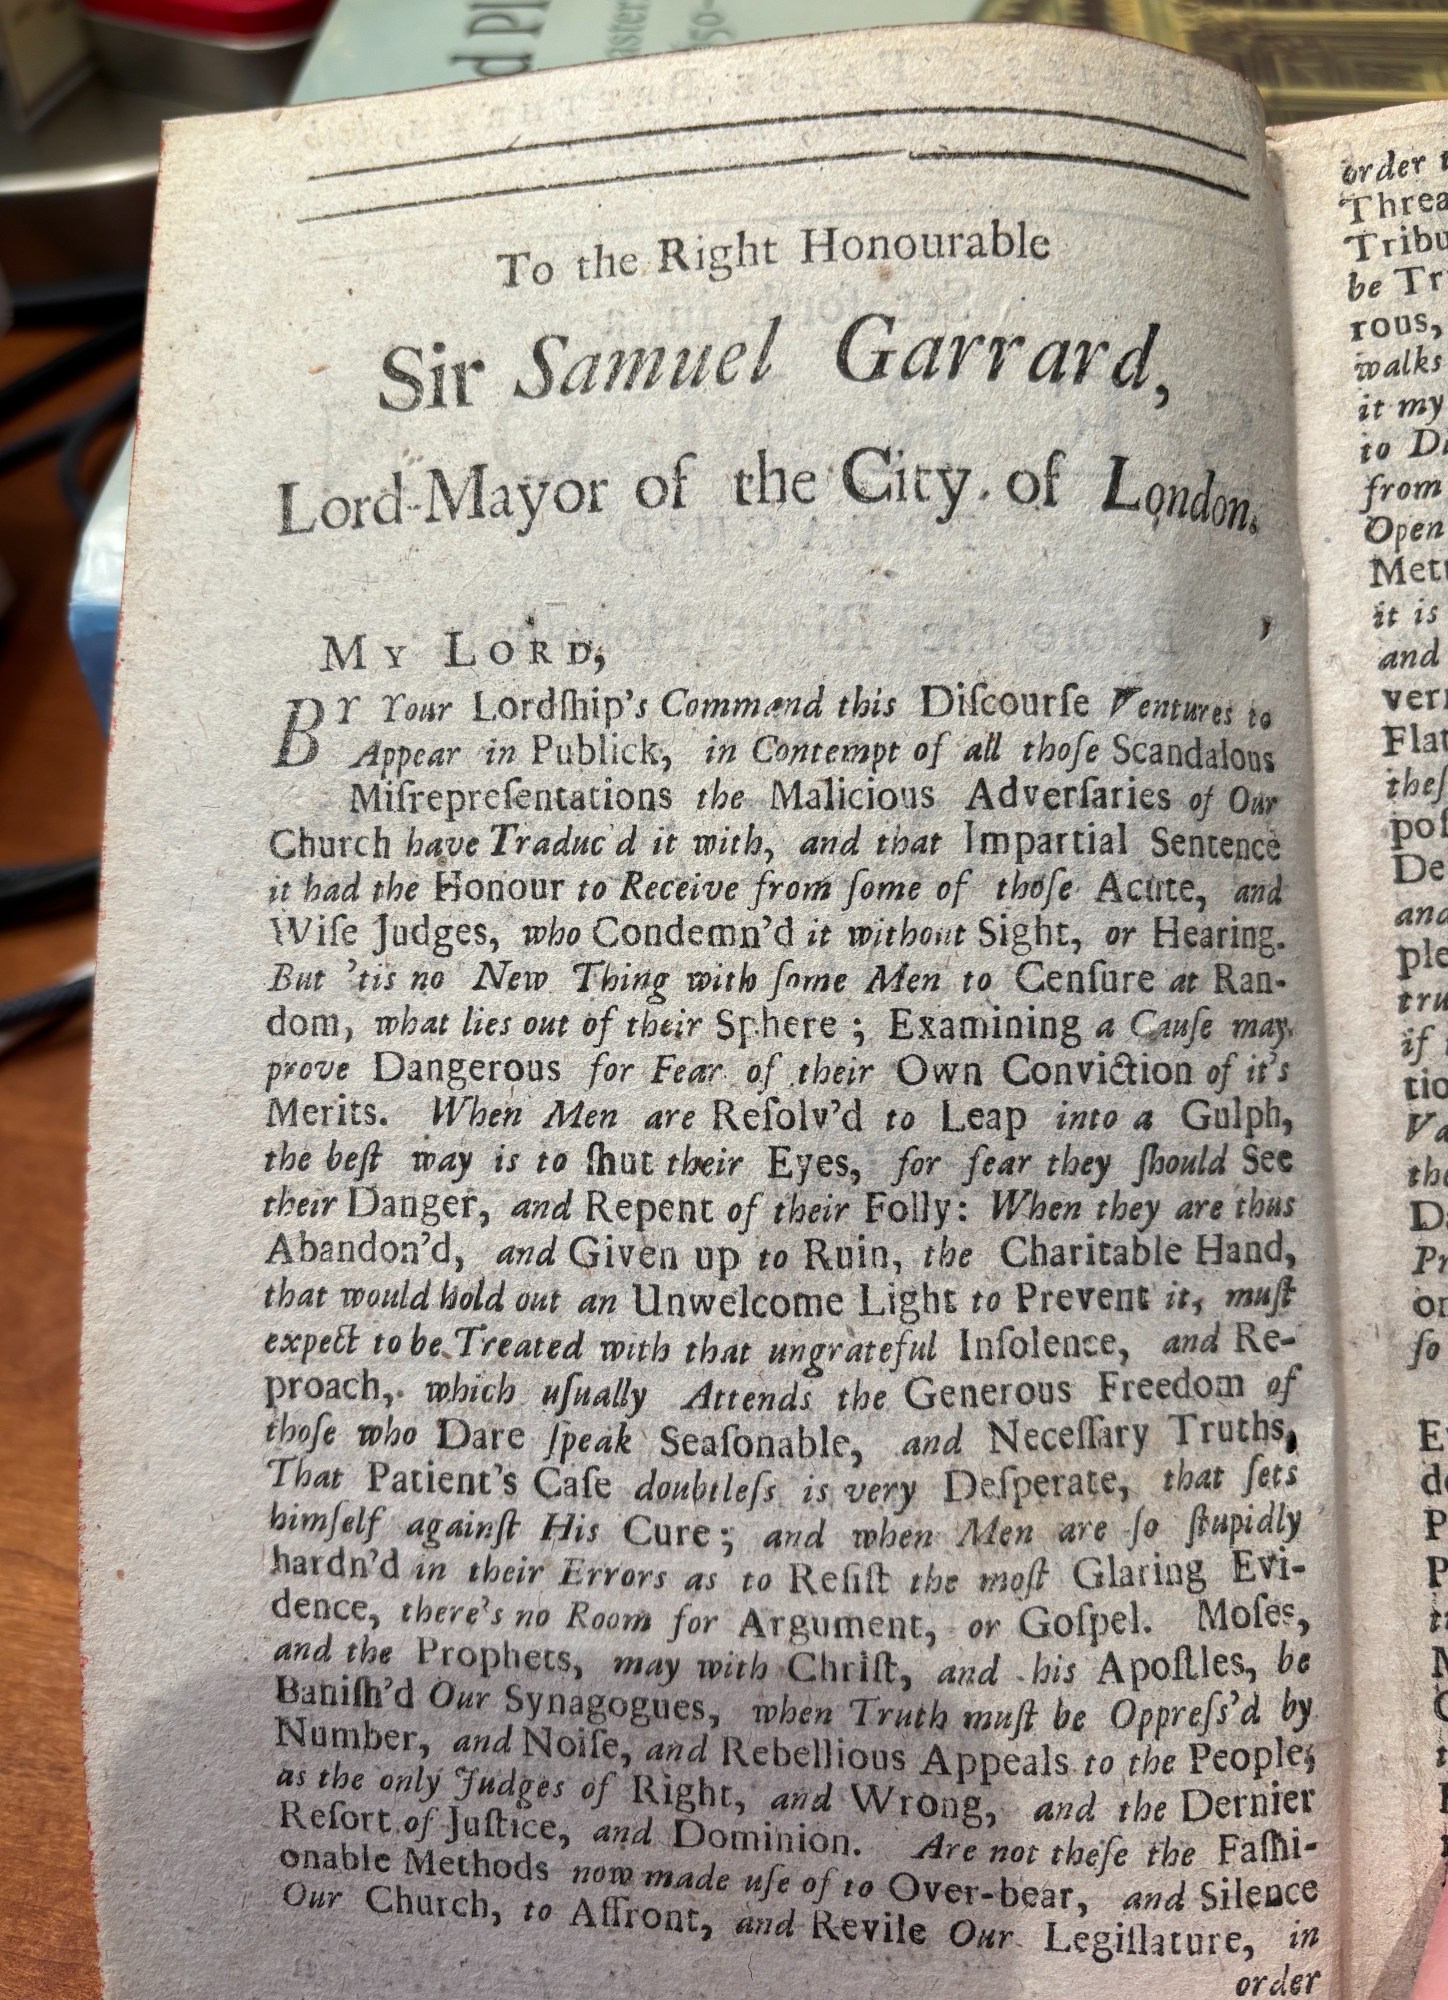 To the Right Honourable
Sir Samuel Garrard,
Lord-Mayor of the City of London.
MY LORD,
BY Your Lordſhip's Command this Diſcourſe Ventures to
Appear in Publick, in Contempt of all thoſe Scandalous
Miſrepreſentations the Malicious Adverſaries of Our
Church have Traduc'd it with, and that Impartial Sentence
it had the Honour to Receive from ſome of thoſe Acute, and
Wiſe Judges, who Condemn'd it without Sight, or Hearing.
But 'tis no New Thing with ſome Men to Cenſure at Ran-
dom, what lies out of their Sphere; Examining a Cauſe may
prove Dangerous for Fear of their Own Conviction of it's
Merits. When Men are Reſolv'd to Leap into a Gulph,
the beſt way is to ſhut their Eyes, for fear they ſhould See
their Danger, and Repent of their Folly: When they are thus
Abandon'd, and Given up to Ruin, the Charitable Hand,
that would hold out an Unwelcome Light to Prevent it, muſt
expect to be Treated with that ungrateful Inſolence, and Re-
proach, which uſually Attends the Generous Freedom of
thoſe who Dare ſpeak Seaſonable, and Neceſſary Truths,
That Patient's Caſe doubtleſs is very Deſperate, that ſets
himſelf againſt His Cure; and when Men are ſo ſtupidly
hardn'd in their Errors as to Reſiſt the moſt Glaring Evi-
dence, there's no Room for Argument, or Goſpel. Moſes,
and the Prophets, may with Chriſt, and his Apoſtles, be
Baniſh'd Our Synagogues, when Truth muſt be Oppreſs'd by
Number, and Noiſe, and Rebellious Appeals to the People,
as the only Judges of Right, and Wrong, and the Dernier
Reſort of Juſtice, and Dominion. Are not theſe the Faſhi-
onable Methods now made uſe of to Over-bear, and Silence
Our Church, to Affront, and Revile Our Legiſlature, in
order
order
be
rous,
walks
it my
to
from
Open
it is
and
if
so